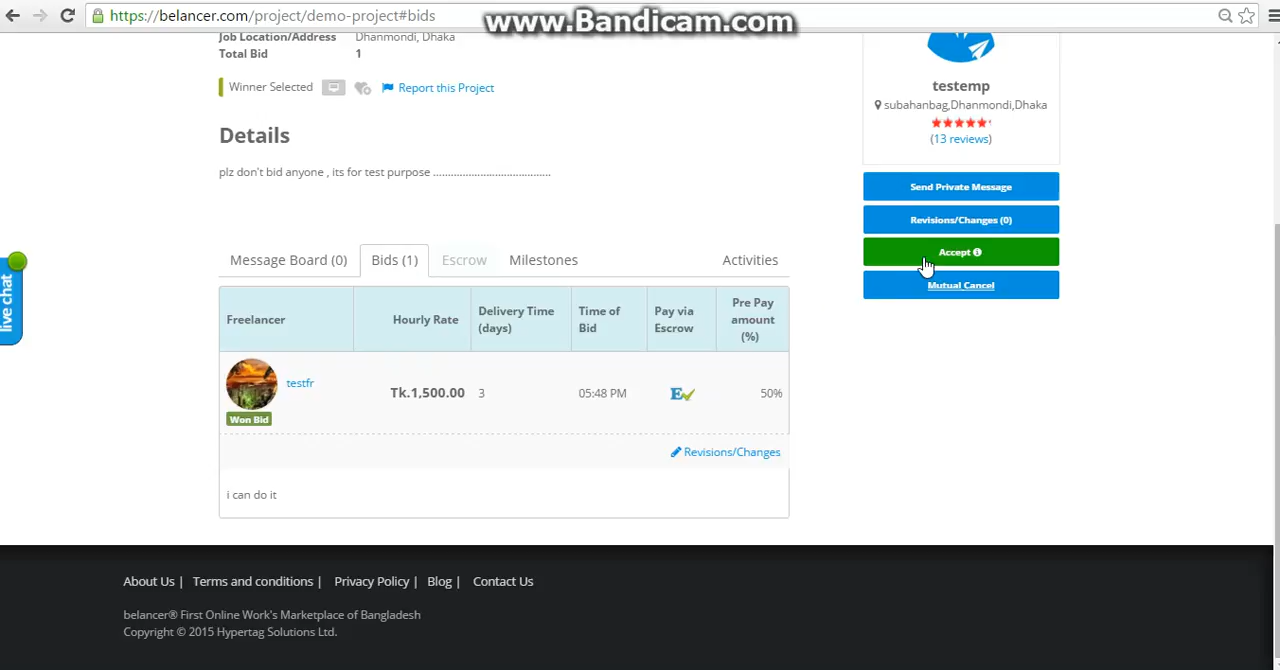 https://belancer.com/project/demo-project#bids
www.Bandicam.com
Job Location/Address Dhanmondi, Dhaka
Total Bid 1
Winner Selected Report this Project
Details
plz don't bid anyone , its for test purpose ........................................
Message Board (0) Bids (1) Escrow Milestones Activities
Freelancer Hourly Rate Delivery Time (days) Time of Bid Pay via Escrow Pre Pay amount (%)
testfr Tk.1,500.00 3 05:48 PM E 50%
Won Bid
Revisions/Changes
i can do it
testemp
subahanbag,Dhanmondi,Dhaka
(13 reviews)
Send Private Message
Revisions/Changes (0)
Accept
Mutual Cancel
live chat
About Us | Terms and conditions | Privacy Policy | Blog | Contact Us
belancer® First Online Work's Marketplace of Bangladesh
Copyright © 2015 Hypertag Solutions Ltd.